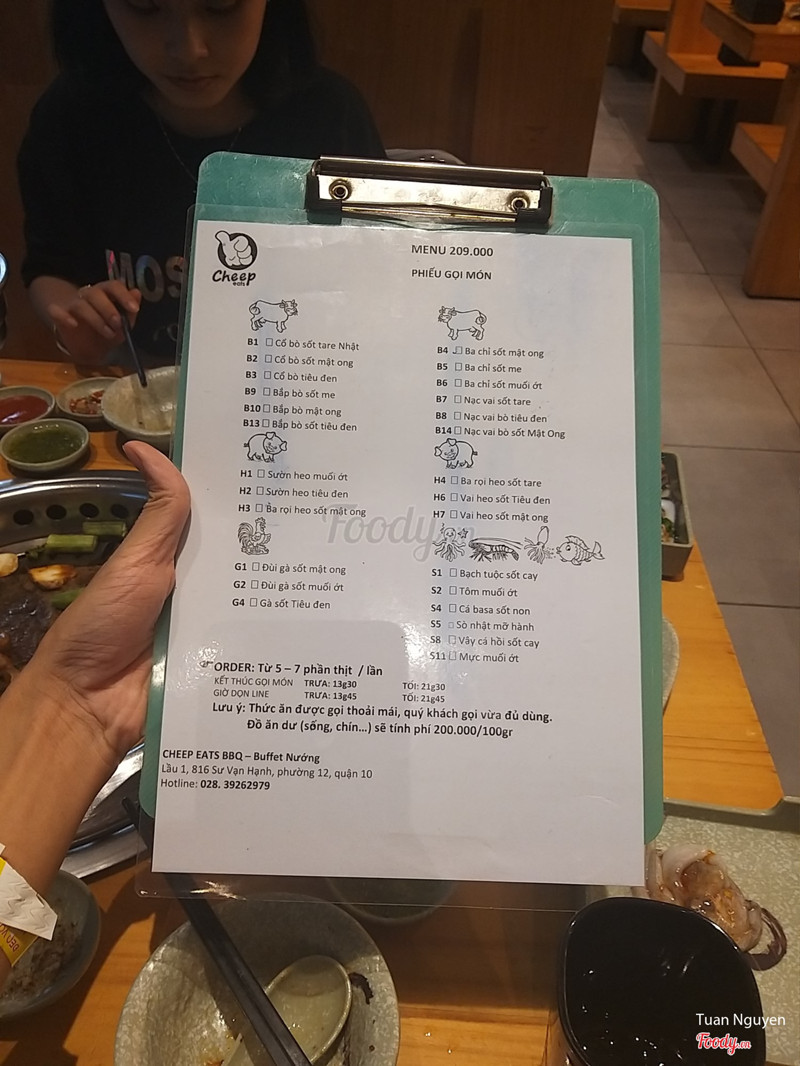 MOS
Cheep
eats
MENU 209.000
PHIẾU GỌI MÓN
B1 □ Cổ bò sốt tare Nhật
B2 □ Cổ bò sốt mật ong
B3 □ Cổ bò tiêu đen
B9 □ Bắp bò sốt me
B10 □ Bắp bò mật ong
B13 □ Bắp bò sốt tiêu đen
B4 □ Ba chỉ sốt mật ong
B5 □ Ba chỉ sốt me
B6 □ Ba chỉ sốt muối ớt
B7 □ Nạc vai sốt tare
B8 □ Nạc vai bò tiêu đen
B14 □ Nạc vai bò sốt Mật Ong
H1 □ Sườn heo muối ớt
H2 □ Sườn heo tiêu đen
H3 □ Ba rọi heo sốt mật ong
H4 □ Ba rọi heo sốt tare
H6 □ Vai heo sốt Tiêu đen
H7 □ Vai heo sốt mật ong
Foody.vn
G1 □ Đùi gà sốt mật ong
G2 □ Đùi gà sốt muối ớt
G4 □ Gà sốt Tiêu đen
S1 □ Bạch tuộc sốt cay
S2 □ Tôm muối ớt
S4 □ Cá basa sốt non
S5 □ Sò nhật mỡ hành
S8 □ Vây cá hồi sốt cay
S11 □ Mực muối ớt
ORDER: Từ 5 – 7 phần thịt / lần
KẾT THÚC GỌI MÓN TRƯA: 13g30 TỐI: 21g30
GIỜ DỌN LINE TRƯA: 13g45 TỐI: 21g45
Lưu ý: Thức ăn được gọi thoải mái, quý khách gọi vừa đủ dùng.
Đồ ăn dư (sống, chín...) sẽ tính phí 200.000/100gr
CHEEP EATS BBQ – Buffet Nướng
Lầu 1, 816 Sư Vạn Hạnh, phường 12, quận 10
Hotline: 028. 39262979
Tuan Nguyen
Foody.vn